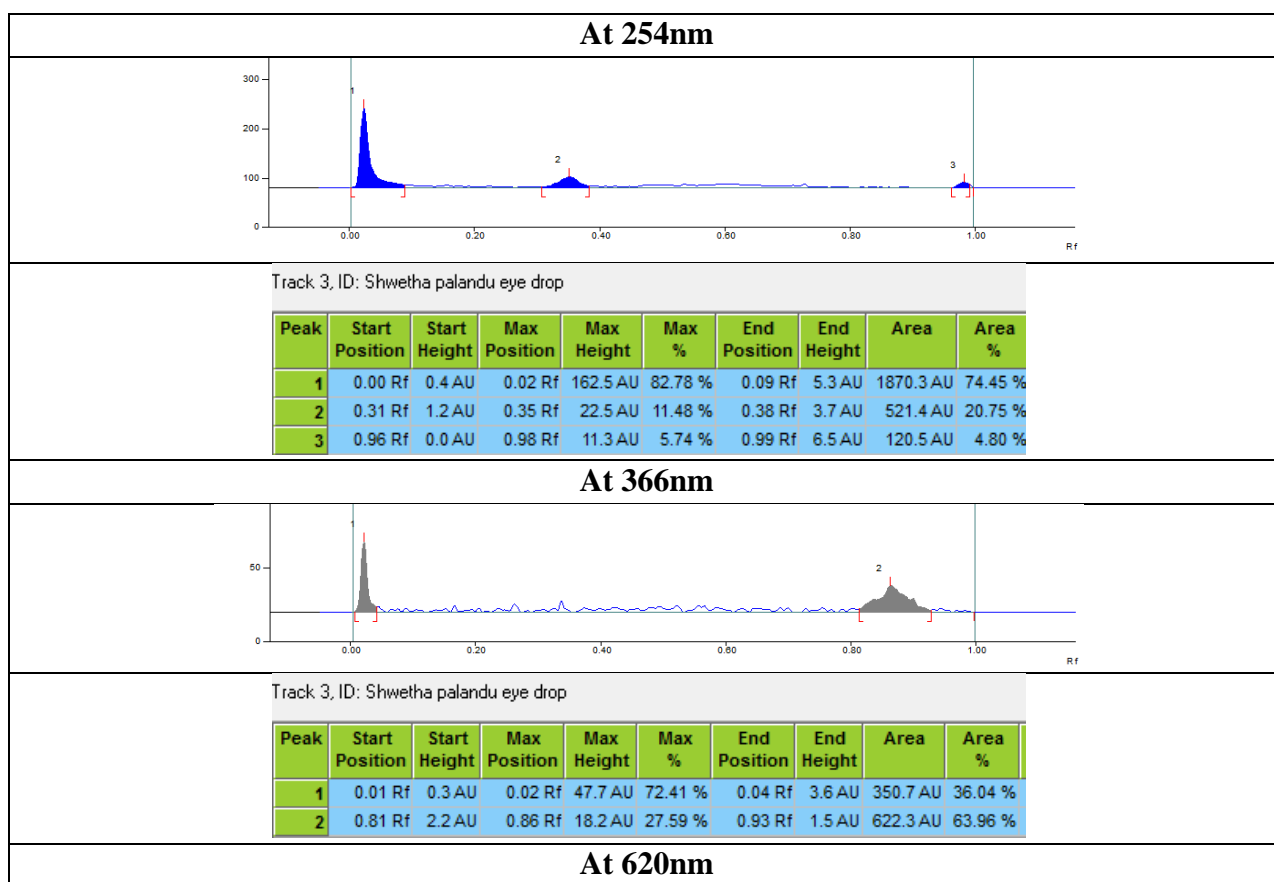 At 254nm
300
200
100
0
1
2
3
0.00 0.20 0.40 0.60 0.80 1.00
Rf
Track 3, ID: Shwetha palandu eye drop
Peak Start Position Start Height Max Position Max Height Max % End Position End Height Area Area %
1 0.00 Rf 0.4 AU 0.02 Rf 162.5 AU 82.78 % 0.09 Rf 5.3 AU 1870.3 AU 74.45 %
2 0.31 Rf 1.2 AU 0.35 Rf 22.5 AU 11.48 % 0.38 Rf 3.7 AU 521.4 AU 20.75 %
3 0.96 Rf 0.0 AU 0.98 Rf 11.3 AU 5.74 % 0.99 Rf 6.5 AU 120.5 AU 4.80 %
At 366nm
1
50
2
0
0.00 0.20 0.40 0.60 0.80 1.00
Rf
Track 3, ID: Shwetha palandu eye drop
Peak Start Position Start Height Max Position Max Height Max % End Position End Height Area Area %
1 0.01 Rf 0.3 AU 0.02 Rf 47.7 AU 72.41 % 0.04 Rf 3.6 AU 350.7 AU 36.04 %
2 0.81 Rf 2.2 AU 0.86 Rf 18.2 AU 27.59 % 0.93 Rf 1.5 AU 622.3 AU 63.96 %
At 620nm